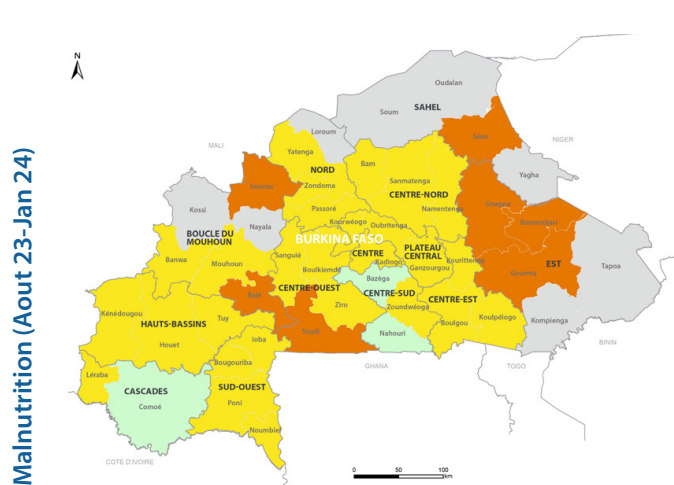 Malnutrition (Aout 23-Jan 24)
N
Oudalan
SAHEL
Soum
Loroum
Séno
NIGER
MALI
Yatenga
Bam
NORD
Yagha
Sanmatenga
Sourou
Zondoma
CENTRE-NORD
Gnagna
Kossi
Passoré
Namentenga
Komondjari
Kourwéogo
Oubritenga
Nayala
BOUCLE DU
MOUHOUN
BURKINA FASO
PLATEAU
CENTRAL
Banwa
Sanguié
CENTRE
Kadiogo
Kourittenga
EST
Mouhoun
Boulkiemdé
Ganzourgou
Gourma
Tapoa
Bazèga
Balé
CENTRE-OUEST
CENTRE-SUD
CENTRE-EST
Ziro
Zoundwéogo
Kénédougou
HAUTS-BASSINS
Tuy
Boulgou
Koulpélogo
Kompienga
Sissili
Nahouri
Houet
Ioba
BININ
Bougouriba
GHANA
TOGO
Léraba
CASCADES
SUD-OUEST
Comoé
Poni
Noumbiel
COTE D'IVOIRE
0 50 100
km